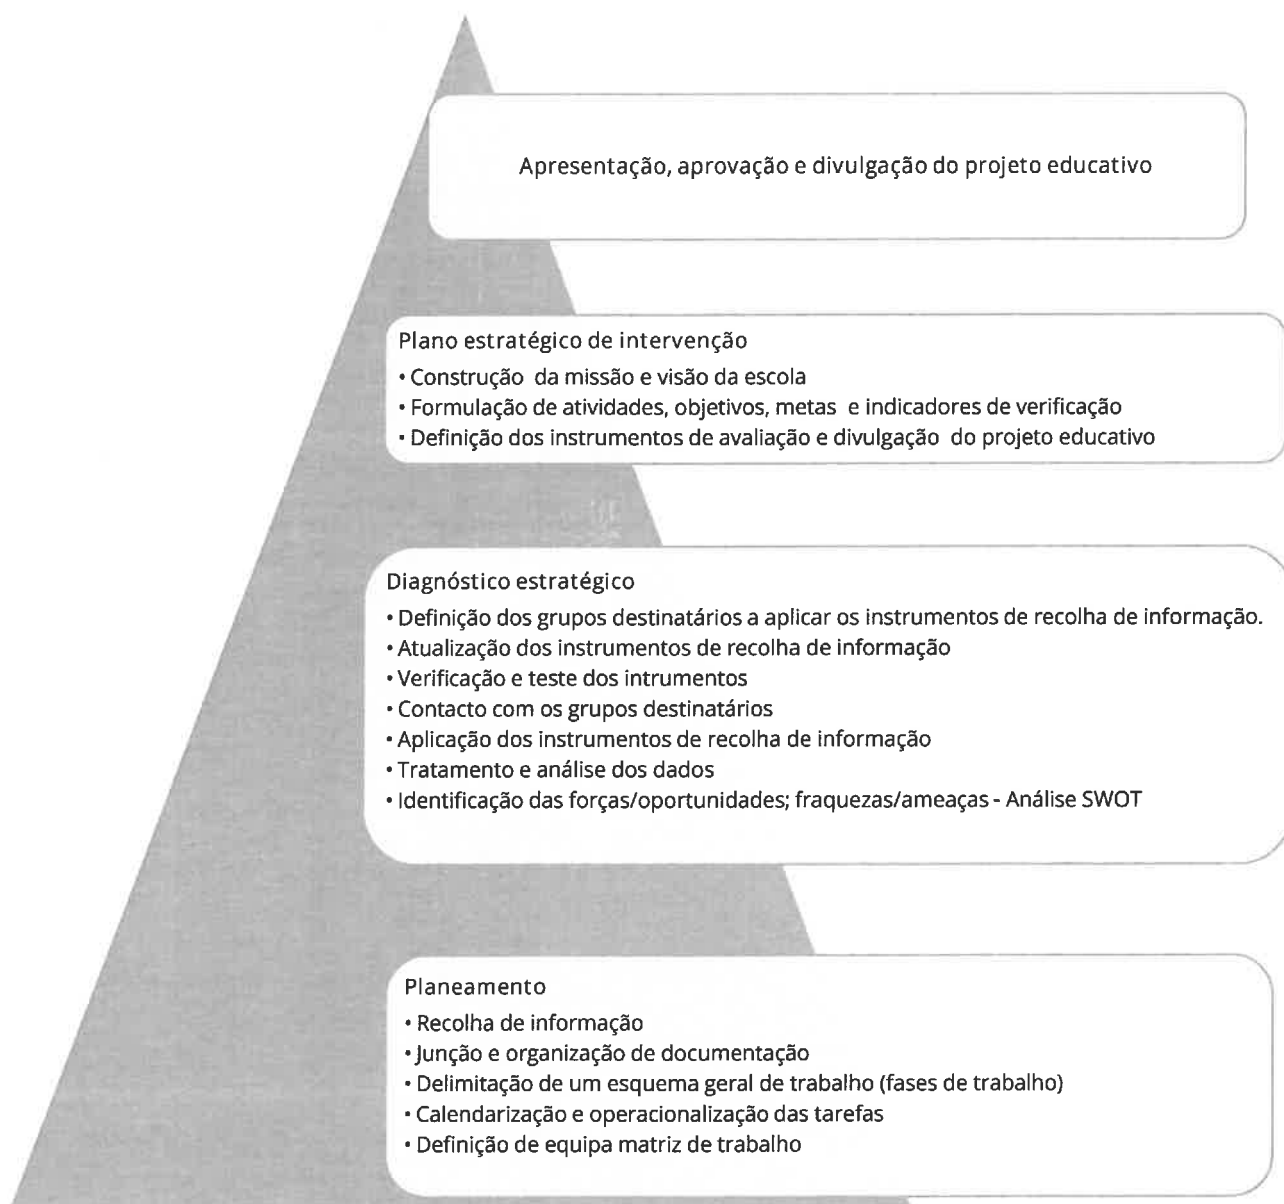 Apresentação, aprovação e divulgação do projeto educativo
Plano estratégico de intervenção
• Construção da missão e visão da escola
• Formulação de atividades, objetivos, metas e indicadores de verificação
• Definição dos instrumentos de avaliação e divulgação do projeto educativo
Diagnóstico estratégico
• Definição dos grupos destinatários a aplicar os instrumentos de recolha de informação.
• Atualização dos instrumentos de recolha de informação
• Verificação e teste dos intrumentos
• Contacto com os grupos destinatários
• Aplicação dos instrumentos de recolha de informação
• Tratamento e análise dos dados
• Identificação das forças/oportunidades; fraquezas/ameaças - Análise SWOT
Planeamento
• Recolha de informação
• Junção e organização de documentação
• Delimitação de um esquema geral de trabalho (fases de trabalho)
• Calendarização e operacionalização das tarefas
• Definição de equipa matriz de trabalho